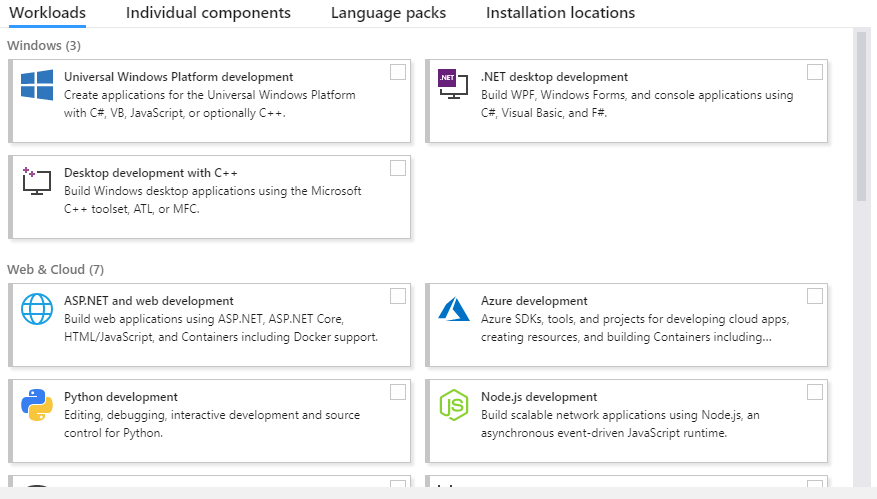 Workloads Individual components Language packs Installation locations
Windows (3)
Universal Windows Platform development
Create applications for the Universal Windows Platform
with C#, VB, JavaScript, or optionally C++.
.NET
.NET desktop development
Build WPF, Windows Forms, and console applications using
C#, Visual Basic, and F#.
Desktop development with C++
Build Windows desktop applications using the Microsoft
C++ toolset, ATL, or MFC.
Web & Cloud (7)
ASP.NET and web development
Build web applications using ASP.NET, ASP.NET Core,
HTML/JavaScript, and Containers including Docker support.
Azure development
Azure SDKs, tools, and projects for developing cloud apps,
creating resources, and building Containers including...
Python development
Editing, debugging, interactive development and source
control for Python.
JS
Node.js development
Build scalable network applications using Node.js, an
asynchronous event-driven JavaScript runtime.